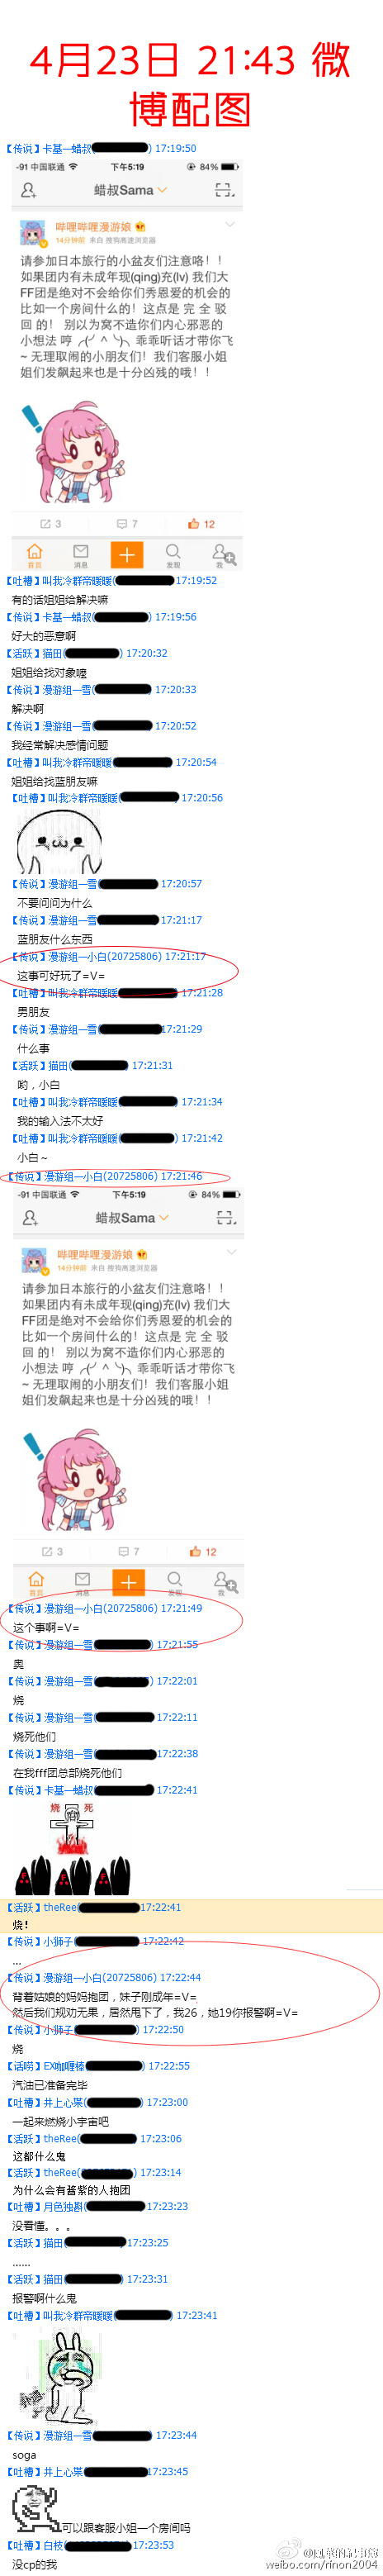 4月23日 21:43 微
博配图
【传说】卡基—蜡叔( ) 17:19:50
-91 中国联通 下午5:19 84%
蜡叔Sama
哔哩哔哩漫游娘
14分钟前 来自 搜狗高速浏览器
请参加日本旅行的小盆友们注意咯！！
如果团内有未成年现(qing)充(lv) 我们大
FF团是绝对不会给你们秀恩爱的机会的
比如一个房间什么的！这点是 完 全 驳
回 的！ 别以为窝不造你们内心邪恶的
小想法 哼╭(╯^╰)╮乖乖听话才带你飞
~ 无理取闹的小朋友们！我们客服小姐
姐们发飙起来也是十分凶残的哦！！
3 7 12
首页 消息 发现 我
【吐槽】叫我冷群帝暖暖( 17:19:52
有的话姐姐给解决嘛
【传说】卡基—蜡叔( ) 17:19:56
好大的恶意啊
【活跃】猫田( ) 17:20:32
姐姐给找对象喔
【传说】漫游组—雪( 17:20:33
解决啊
【传说】漫游组—雪( ) 17:20:52
我经常解决感情问题
【吐槽】叫我冷群帝暖暖( ) 17:20:54
姐姐给找蓝朋友嘛
【吐槽】叫我冷群帝暖暖( ) 17:20:56
【传说】漫游组—雪( ) 17:20:57
不要问问为什么
【传说】漫游组—雪( ) 17:21:17
蓝朋友什么东西
【传说】漫游组—小白(20725806) 17:21:17
这事可好玩了=V=
【吐槽】叫我冷群帝暖暖( ) 17:21:28
男朋友
【传说】漫游组—雪( 17:21:29
什么事
【活跃】猫田( ) 17:21:31
哟，小白
【吐槽】叫我冷群帝暖暖( ) 17:21:34
我的输入法不太好
【吐槽】叫我冷群帝暖暖( ) 17:21:42
小白～
【传说】漫游组—小白(20725806) 17:21:46
-91 中国联通 下午5:19 84%
蜡叔Sama
哔哩哔哩漫游娘
14分钟前 来自 搜狗高速浏览器
请参加日本旅行的小盆友们注意咯！！
如果团内有未成年现(qing)充(lv) 我们大
FF团是绝对不会给你们秀恩爱的机会的
比如一个房间什么的！这点是 完 全 驳
回 的！ 别以为窝不造你们内心邪恶的
小想法 哼╭(╯^╰)╮乖乖听话才带你飞
~ 无理取闹的小朋友们！我们客服小姐
姐们发飙起来也是十分凶残的哦！！
3 7 12
首页 消息 发现 我
【传说】漫游组—小白(20725806) 17:21:49
这个事啊=V=
【传说】漫游组—雪( ) 17:21:55
奥
【传说】漫游组—雪( ) 17:22:01
烧
【传说】漫游组—雪( ) 17:22:11
烧死他们
【传说】漫游组—雪( ) 17:22:38
在我fff团总部烧死他们
【传说】卡基—蜡叔( ) 17:22:41
烧 死
F F F
【活跃】theRee( 17:22:41
烧!
【传说】小狮子( ) 17:22:42
...
【传说】漫游组—小白(20725806) 17:22:44
背着姑娘的妈妈抱团，妹子刚成年=V=
然后我们规劝无果，居然甩下了，我26，她19你报警啊=V=
【传说】小狮子( ) 17:22:50
烧
【话唠】EX咖喱棒( ) 17:22:55
汽油已准备完毕
【吐槽】井上心菓( ) 17:23:00
一起来燃烧小宇宙吧
【活跃】theRee( ) 17:23:06
这都什么鬼
【活跃】theRee( ) 17:23:14
为什么会有酱紫的人抱团
【吐槽】月色独斟( ) 17:23:23
没看懂。。。
【活跃】猫田( ) 17:23:25
......
【活跃】猫田( ) 17:23:31
报警啊什么鬼
【吐槽】叫我冷群帝暖暖( ) 17:23:41
【传说】漫游组—雪( ) 17:23:44
soga
【吐槽】井上心菓( 17:23:45
可以跟客服小姐一个房间吗
【活跃】白枝( ) 17:23:53
没cp的我
weibo.com/rinon2004